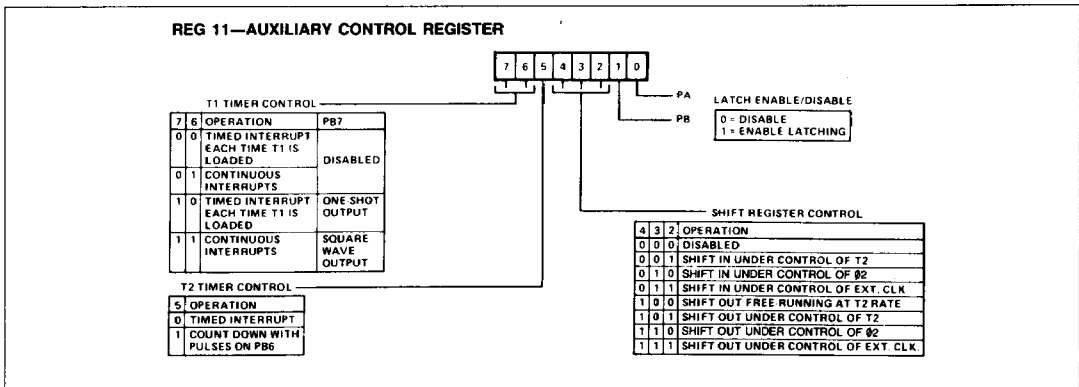 REG 11—AUXILIARY CONTROL REGISTER
7 6 5 4 3 2 1 0
PA
PB
LATCH ENABLE/DISABLE
0 = DISABLE
1 = ENABLE LATCHING
T1 TIMER CONTROL
7 6 OPERATION PB7
0 0 TIMED INTERRUPT
EACH TIME T1 IS
LOADED
DISABLED
0 1 CONTINUOUS
INTERRUPTS
1 0 TIMED INTERRUPT ONE-SHOT
EACH TIME T1 IS OUTPUT
LOADED
1 1 CONTINUOUS SQUARE
INTERRUPTS WAVE
OUTPUT
T2 TIMER CONTROL
5 OPERATION
0 TIMED INTERRUPT
1 COUNT DOWN WITH
PULSES ON PB6
SHIFT REGISTER CONTROL
4 3 2 OPERATION
0 0 0 DISABLED
0 0 1 SHIFT IN UNDER CONTROL OF T2
0 1 0 SHIFT IN UNDER CONTROL OF Ø2
0 1 1 SHIFT IN UNDER CONTROL OF EXT. CLK
1 0 0 SHIFT OUT FREE RUNNING AT T2 RATE
1 0 1 SHIFT OUT UNDER CONTROL OF T2
1 1 0 SHIFT OUT UNDER CONTROL OF Ø2
1 1 1 SHIFT OUT UNDER CONTROL OF EXT. CLK.